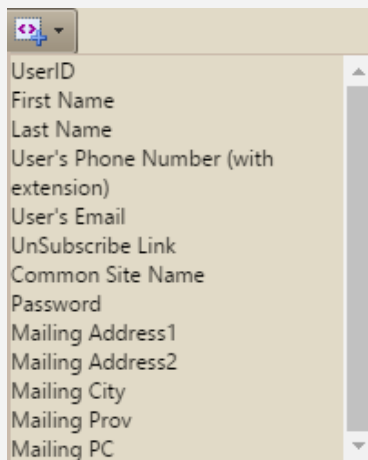 UserID
First Name
Last Name
User's Phone Number (with
extension)
User's Email
UnSubscribe Link
Common Site Name
Password
Mailing Address1
Mailing Address2
Mailing City
Mailing Prov
Mailing PC